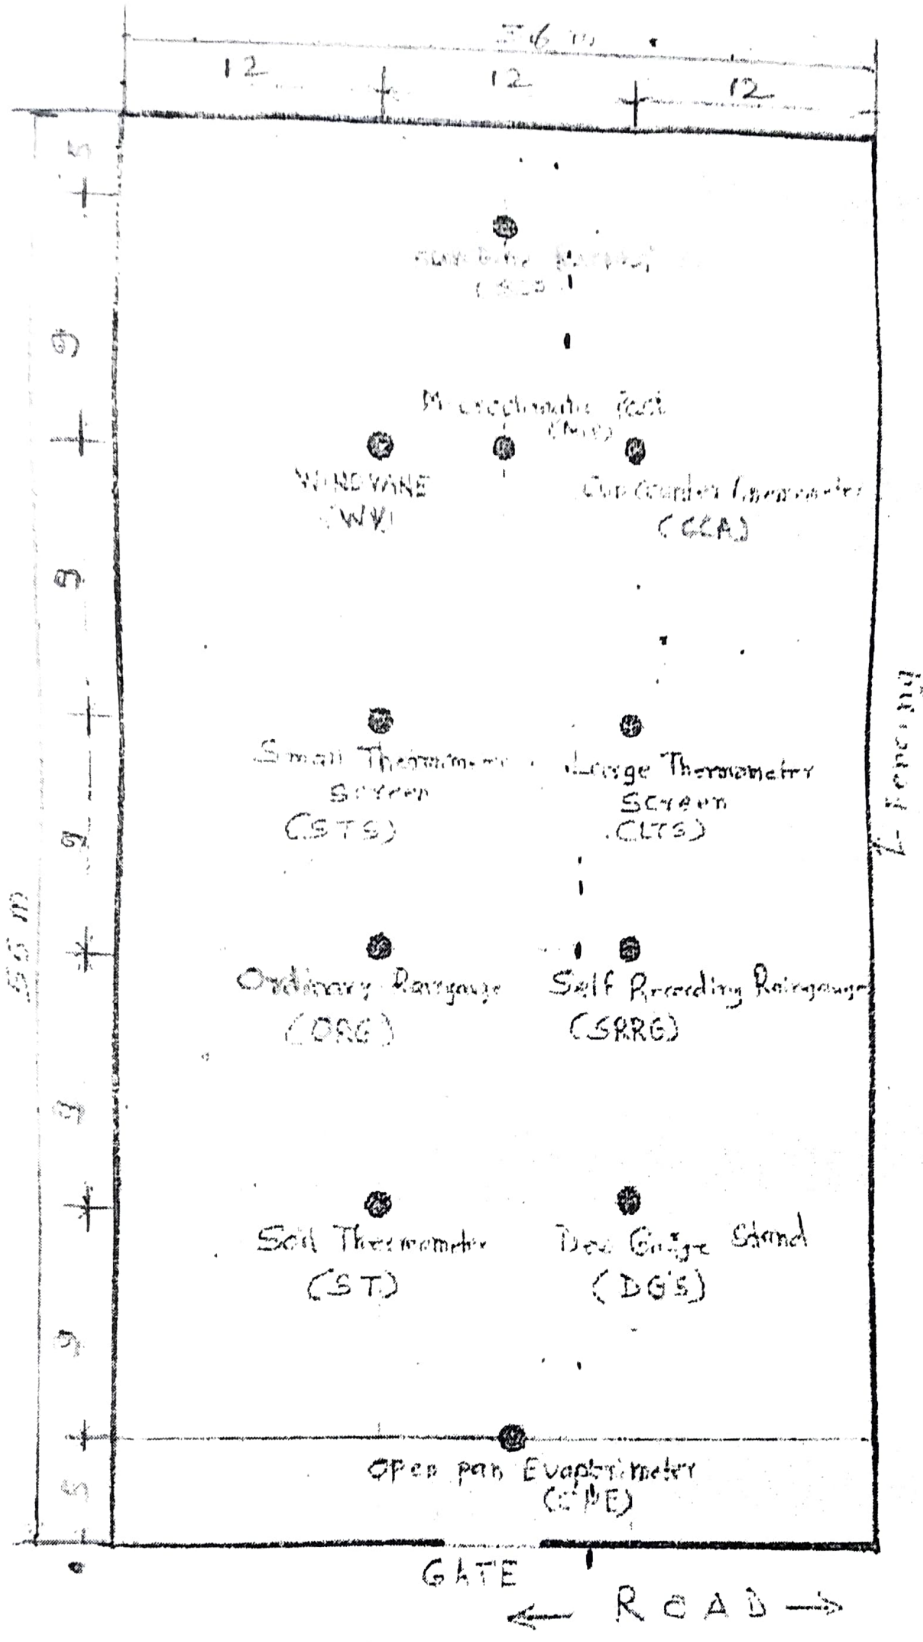 36 m
12 12 12
5
9
(MP)
WINDVANE
(WV)
Cup Counter Anemometer
(CCA)
9
Fencing
Small Thermometer
Screen
(STS)
Large Thermometer
Screen
(LTS)
9
55 m
Ordinary Raingauge
(ORG)
Self Recording Raingauge
(SRRG)
9
Soil Thermometer
(ST)
Dew Gauge Stand
(DGS)
9
Open pan Evaporimeter
5
GATE
← ROAD →